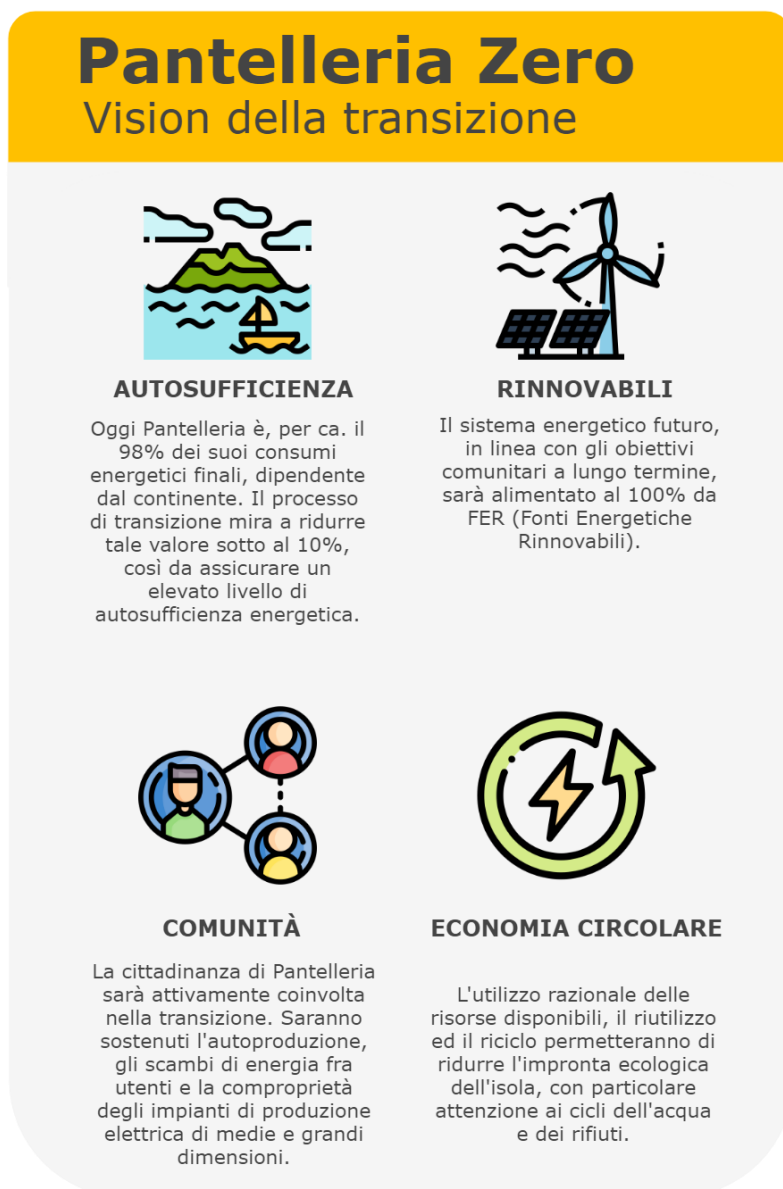 Pantelleria Zero
Vision della transizione
AUTOSUFFICIENZA
Oggi Pantelleria è, per ca. il
98% dei suoi consumi
energetici finali, dipendente
dal continente. Il processo
di transizione mira a ridurre
tale valore sotto al 10%,
così da assicurare un
elevato livello di
autosufficienza energetica.
RINNOVABILI
Il sistema energetico futuro,
in linea con gli obiettivi
comunitari a lungo termine,
sarà alimentato al 100% da
FER (Fonti Energetiche
Rinnovabili).
COMUNITÀ
La cittadinanza di Pantelleria
sarà attivamente coinvolta
nella transizione. Saranno
sostenuti l'autoproduzione,
gli scambi di energia fra
utenti e la comproprietà
degli impianti di produzione
elettrica di medie e grandi
dimensioni.
ECONOMIA CIRCOLARE
L'utilizzo razionale delle
risorse disponibili, il riutilizzo
ed il riciclo permetteranno di
ridurre l'impronta ecologica
dell'isola, con particolare
attenzione ai cicli dell'acqua
e dei rifiuti.